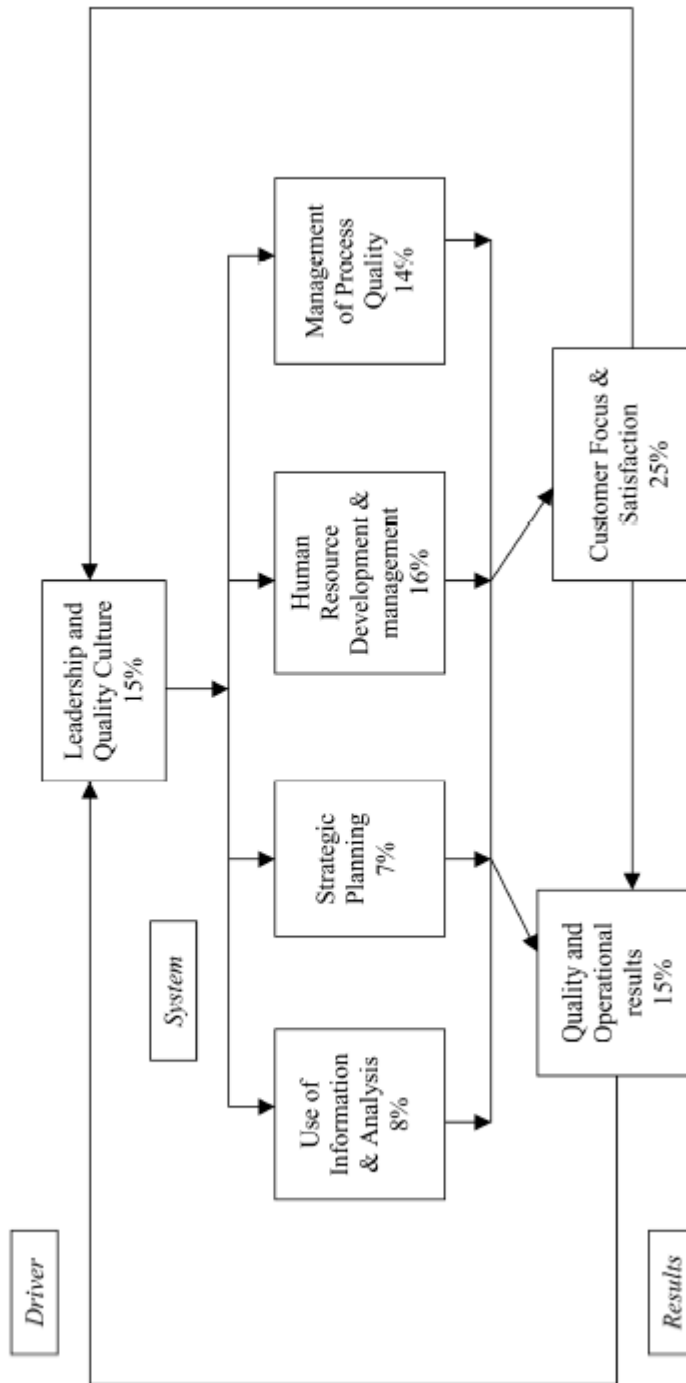 Driver
Leadership and
Quality Culture
15%
System
Use of
Information
& Analysis
8%
Strategic
Planning
7%
Human
Resource
Development &
management
16%
Management
of Process
Quality
14%
Results
Quality and
Operational
results
15%
Customer Focus &
Satisfaction
25%